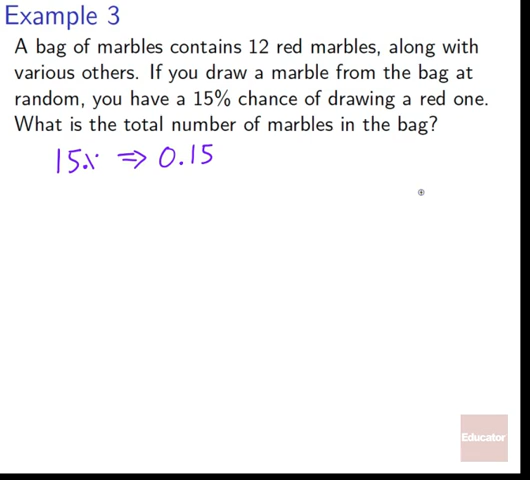 Example 3
A bag of marbles contains 12 red marbles, along with
various others. If you draw a marble from the bag at
random, you have a 15% chance of drawing a red one.
What is the total number of marbles in the bag?
15% ⇒ 0.15
Educator